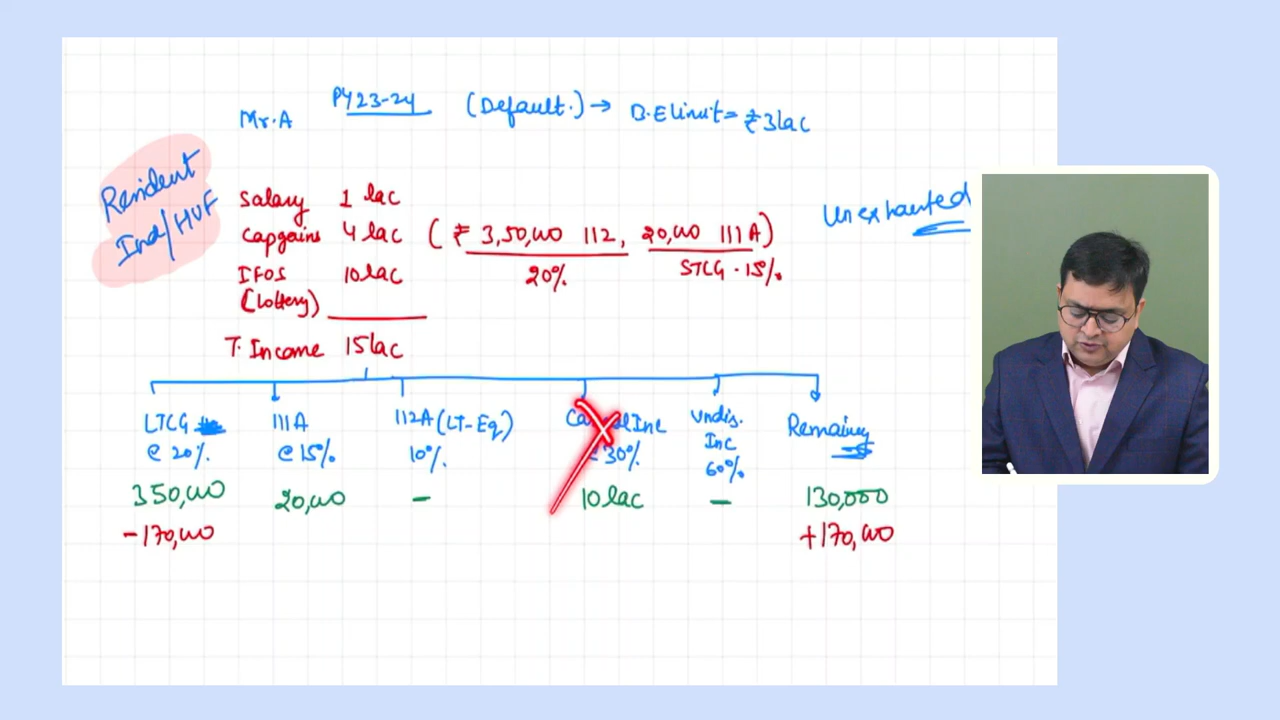 PY 23-24 (Default.) → B.E limit = ₹3 lac
Mr. A
Resident
Ind/HUF
Salary 1 lac
Unexhausted
Capgains 4 lac (₹ 3,50,000 112, 20,000 111A)
IFOS 10 lac 20% STCG · 15%
(lottery)
T. Income 15 lac
LTCG 111A 112A (LT-Eq) Inc Undis. Remaining
@ 20% @ 15% 10% 30% Inc
60%
350,000 20,000 – 10 lac – 130,000
-170,000 +170,000